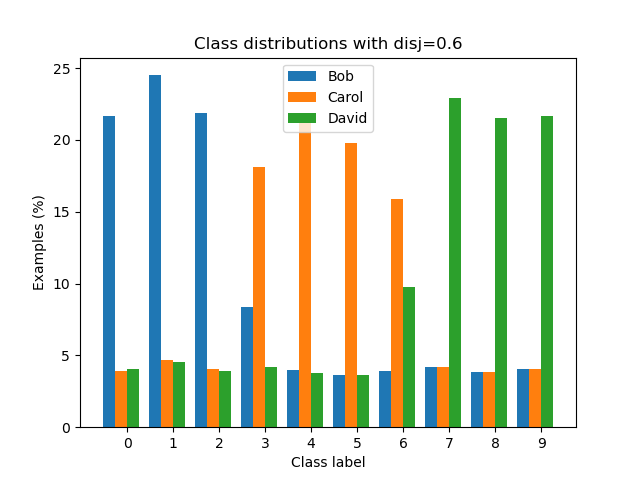 Class distributions with disj=0.6
Bob
Carol
David
Examples (%)
25
20
15
10
5
0
0 1 2 3 4 5 6 7 8 9
Class label